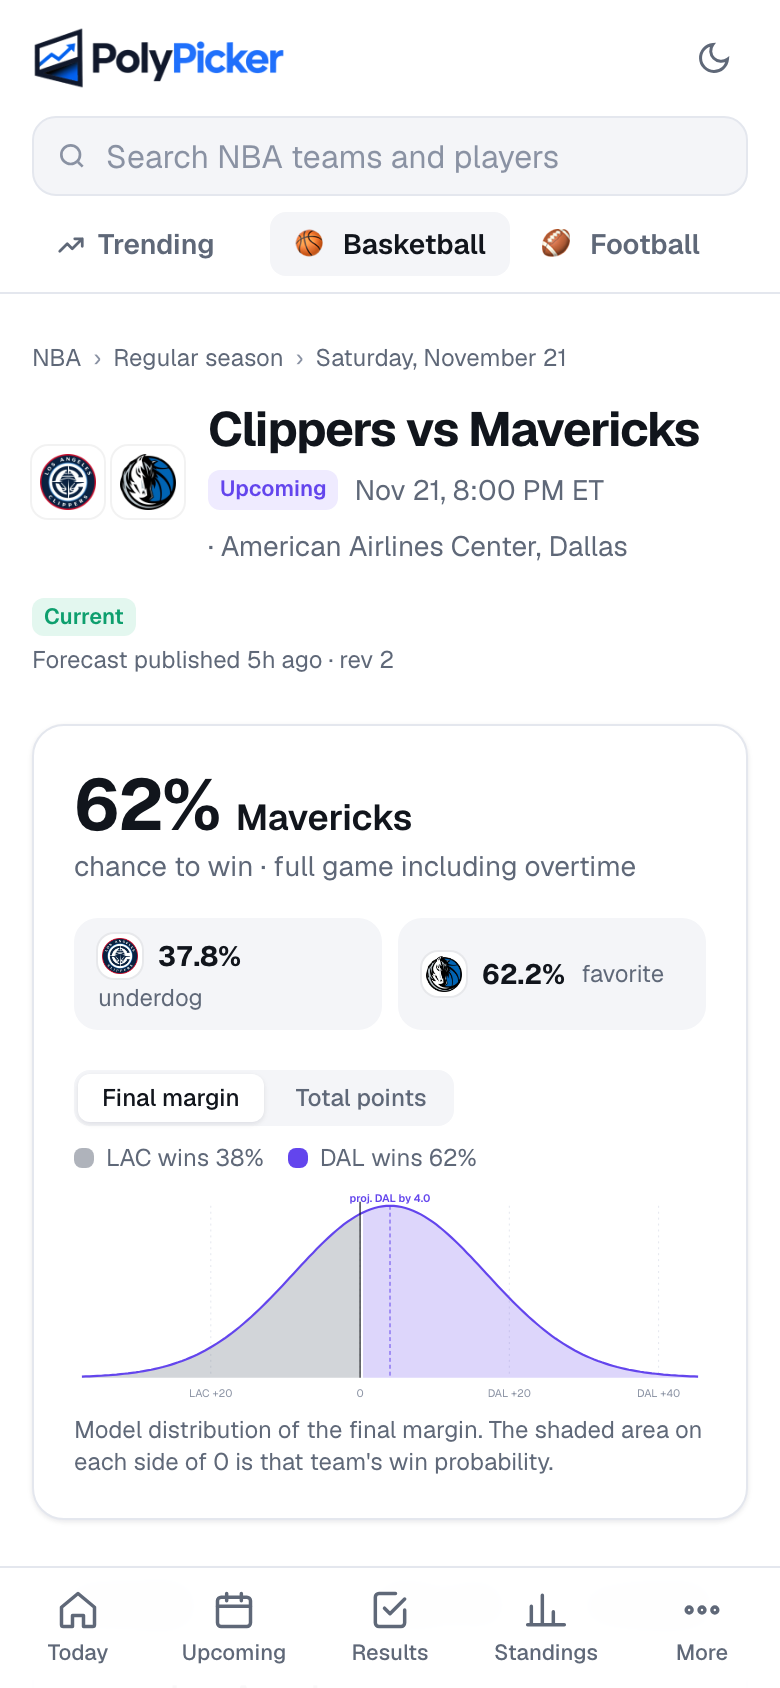 PolyPicker
Search NBA teams and players
Trending
Basketball
Football
NBA › Regular season › Saturday, November 21
Clippers vs Mavericks
Upcoming Nov 21, 8:00 PM ET
· American Airlines Center, Dallas
LOS ANGELES
CLIPPERS
Current
Forecast published 5h ago · rev 2
62% Mavericks
chance to win · full game including overtime
37.8%
underdog
62.2% favorite
Final margin
Total points
LAC wins 38%
DAL wins 62%
proj. DAL by 4.0
LAC +20
0
DAL +20
DAL +40
Model distribution of the final margin. The shaded area on
each side of 0 is that team's win probability.
Today
Upcoming
Results
Standings
More